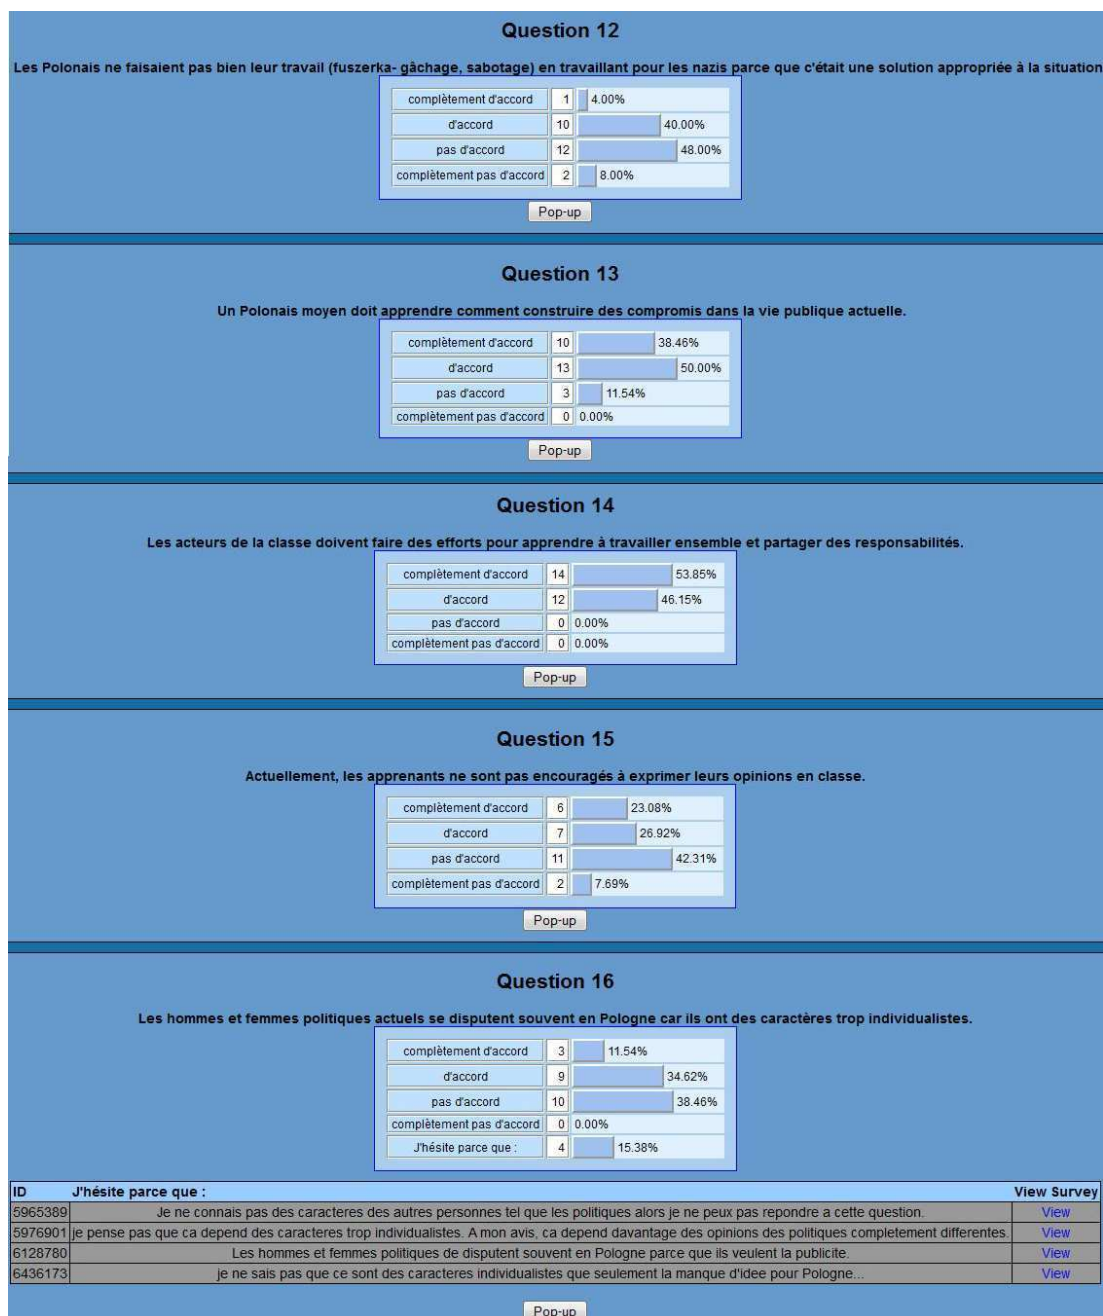 Question 12
Les Polonais ne faisaient pas bien leur travail (fuszerka- gâchage, sabotage) en travaillant pour les nazis parce que c'était une solution appropriée à la situation
complètement d'accord 1 4.00%
d'accord 10 40.00%
pas d'accord 12 48.00%
complètement pas d'accord 2 8.00%
Pop-up
Question 13
Un Polonais moyen doit apprendre comment construire des compromis dans la vie publique actuelle.
complètement d'accord 10 38.46%
d'accord 13 50.00%
pas d'accord 3 11.54%
complètement pas d'accord 0 0.00%
Pop-up
Question 14
Les acteurs de la classe doivent faire des efforts pour apprendre à travailler ensemble et partager des responsabilités.
complètement d'accord 14 53.85%
d'accord 12 46.15%
pas d'accord 0 0.00%
complètement pas d'accord 0 0.00%
Pop-up
Question 15
Actuellement, les apprenants ne sont pas encouragés à exprimer leurs opinions en classe.
complètement d'accord 6 23.08%
d'accord 7 26.92%
pas d'accord 11 42.31%
complètement pas d'accord 2 7.69%
Pop-up
Question 16
Les hommes et femmes politiques actuels se disputent souvent en Pologne car ils ont des caractères trop individualistes.
complètement d'accord 3 11.54%
d'accord 9 34.62%
pas d'accord 10 38.46%
complètement pas d'accord 0 0.00%
J'hésite parce que : 4 15.38%
ID J'hésite parce que : View Survey
5965389 Je ne connais pas des caracteres des autres personnes tel que les politiques alors je ne peux pas repondre a cette question. View
5976901 je pense pas que ca depend des caracteres trop individualistes. A mon avis, ca depend davantage des opinions des politiques completement differentes. View
6128780 Les hommes et femmes politiques de disputent souvent en Pologne parce que ils veulent la publicite. View
6436173 je ne sais pas que ce sont des caracteres individualistes que seulement la manque d'idee pour Pologne... View
Pop-up